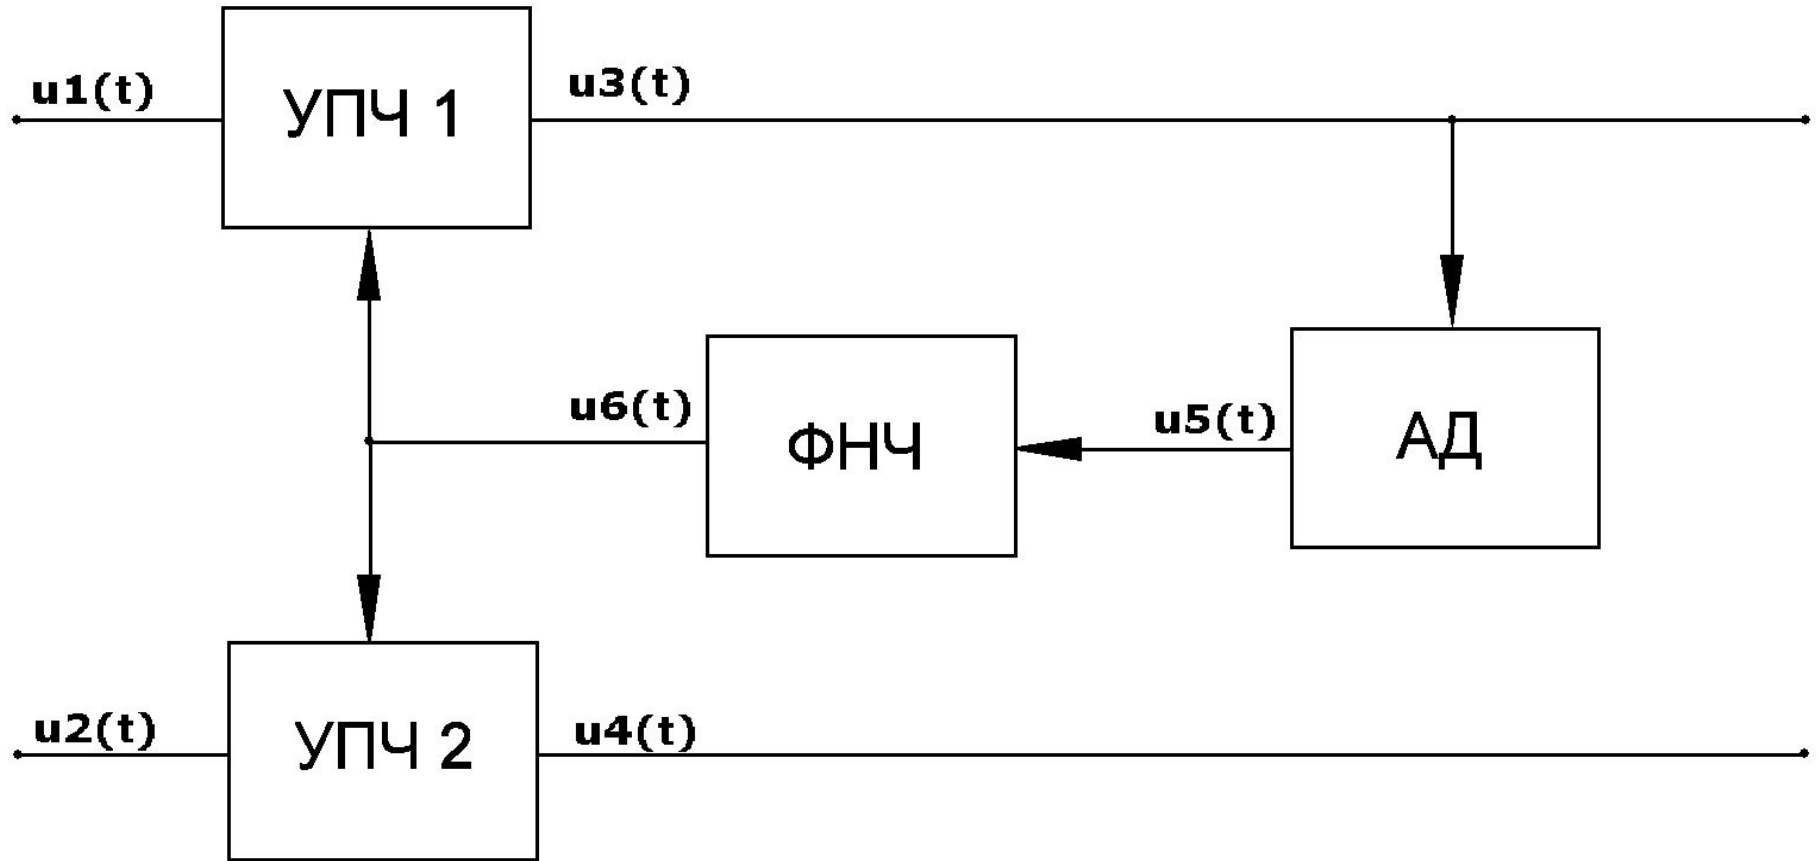 u1(t)
УПЧ 1
u3(t)
u6(t)
ФНЧ
u5(t)
АД
u2(t)
УПЧ 2
u4(t)